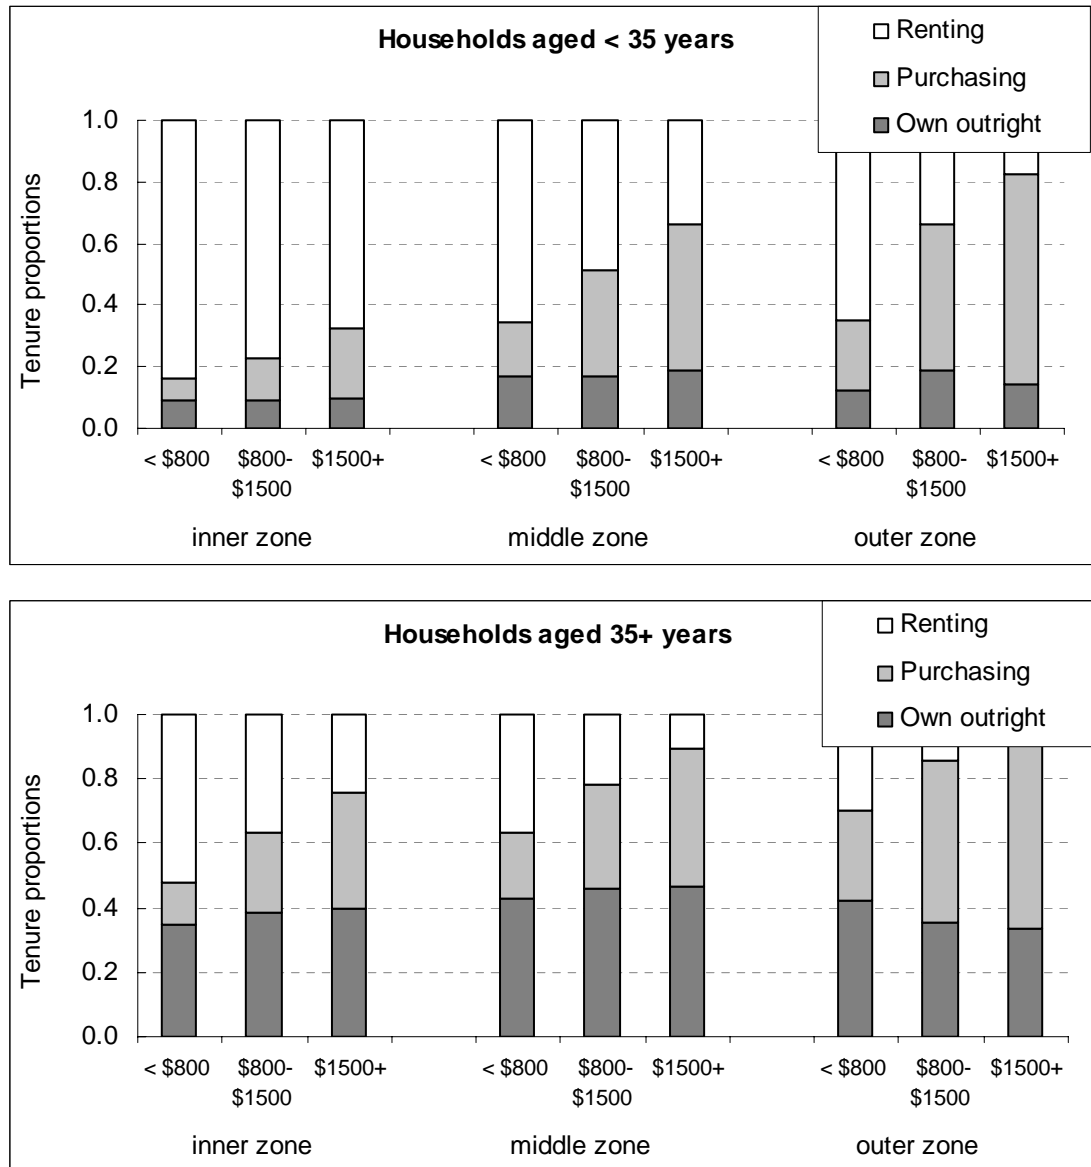 Households aged < 35 years
Renting
Purchasing
Own outright
Tenure proportions
1.0
0.8
0.6
0.4
0.2
0.0
< $800 $800- $1500+ < $800 $800- $1500+ < $800 $800- $1500+
$1500 $1500 $1500
inner zone middle zone outer zone
Households aged 35+ years
Renting
Purchasing
Own outright
Tenure proportions
1.0
0.8
0.6
0.4
0.2
0.0
< $800 $800- $1500+ < $800 $800- $1500+ < $800 $800- $1500+
$1500 $1500 $1500
inner zone middle zone outer zone